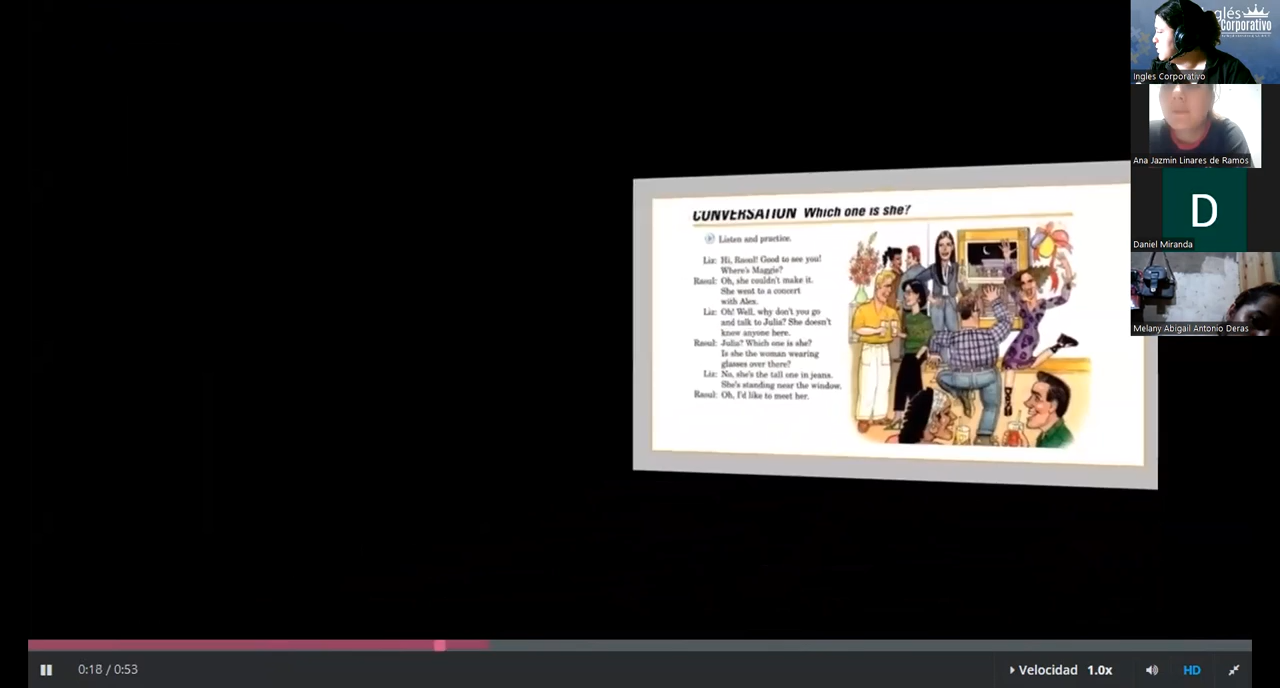 CONVERSATION Which one is she?
Listen and practice.
Liz: Hi, Raoul! Good to see you!
Where's Maggie?
Raoul: Oh, she couldn't make it.
She went to a concert
with Alex.
Liz: Oh! Well, why don't you go
and talk to Julia? She doesn't
know anyone here.
Raoul: Julia? Which one is she?
Is she the woman wearing
glasses over there?
Liz: No, she's the tall one in jeans.
She's standing near the window.
Raoul: Oh, I'd like to meet her.
Inglés
Corporativo
Ingles Corporativo
Ana Jazmin Linares de Ramos
D
Daniel Miranda
Melany Abigail Antonio Deras
0:18 / 0:53
Velocidad 1.0x
HD